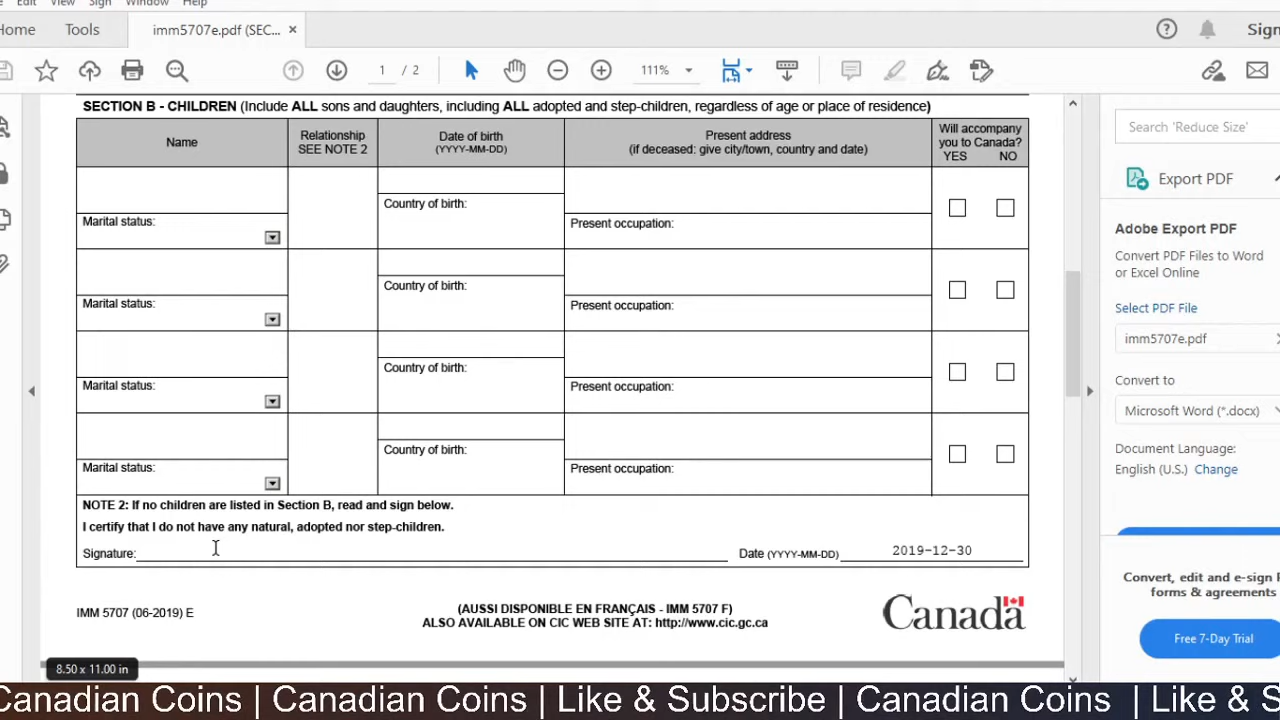 Edit View Sign Window Help
Home Tools imm5707e.pdf (SEC... × Sign
1 / 2 111%
SECTION B - CHILDREN (Include ALL sons and daughters, including ALL adopted and step-children, regardless of age or place of residence)
Name
Relationship
SEE NOTE 2
Date of birth
(YYYY-MM-DD)
Present address
(if deceased: give city/town, country and date)
Will accompany
you to Canada?
YES NO
Country of birth:
Marital status:
Present occupation:
Country of birth:
Marital status:
Present occupation:
Country of birth:
Marital status:
Present occupation:
Country of birth:
Marital status:
Present occupation:
NOTE 2: If no children are listed in Section B, read and sign below.
I certify that I do not have any natural, adopted nor step-children.
Signature: Date (YYYY-MM-DD) 2019-12-30
IMM 5707 (06-2019) E
(AUSSI DISPONIBLE EN FRANÇAIS - IMM 5707 F)
ALSO AVAILABLE ON CIC WEB SITE AT: http://www.cic.gc.ca
Canada
8.50 x 11.00 in
Search 'Reduce Size'
Export PDF
Adobe Export PDF
Convert PDF Files to Word
or Excel Online
Select PDF File
imm5707e.pdf
Convert to
Microsoft Word (*.docx)
Document Language:
English (U.S.) Change
Convert, edit and e-sign
forms & agreements
Free 7-Day Trial
Canadian Coins | Canadian Coins | Like & Subscribe | Canadian Coins | Like & S